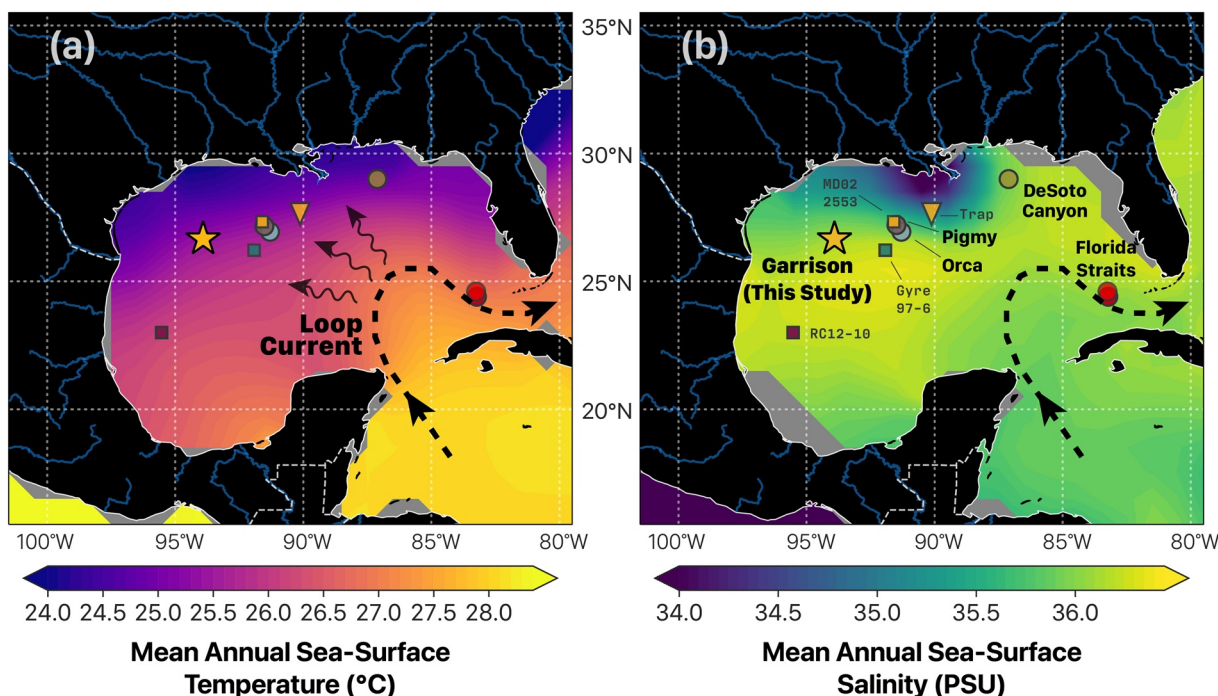 (a)
(b)
35°N
30°N
25°N
20°N
Loop
Current
MD02
2553
Trap
Pigmy
Orca
DeSoto
Canyon
Florida
Straits
Garrison
(This Study)
Gyre
97-6
RC12-10
100°W
95°W
90°W
85°W
80°W
100°W
95°W
90°W
85°W
80°W
24.0 24.5 25.0 25.5 26.0 26.5 27.0 27.5 28.0
34.0 34.5 35.0 35.5 36.0
Mean Annual Sea-Surface
Temperature (°C)
Mean Annual Sea-Surface
Salinity (PSU)